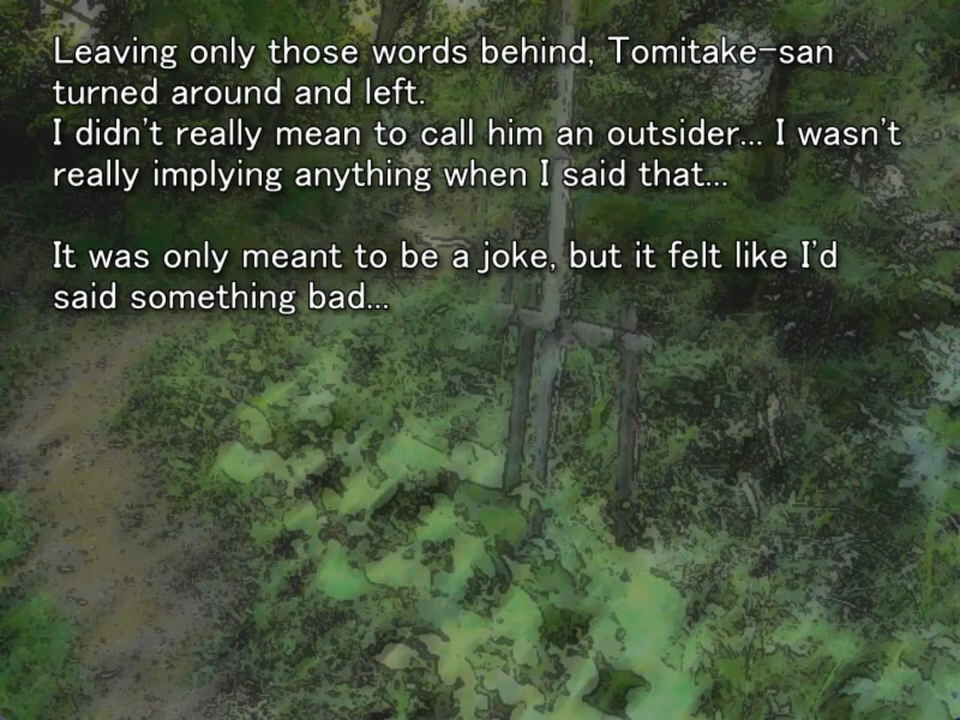 Leaving only those words behind, Tomitake-san
turned around and left.
I didn't really mean to call him an outsider... I wasn't
really implying anything when I said that...
It was only meant to be a joke, but it felt like I'd
said something bad...